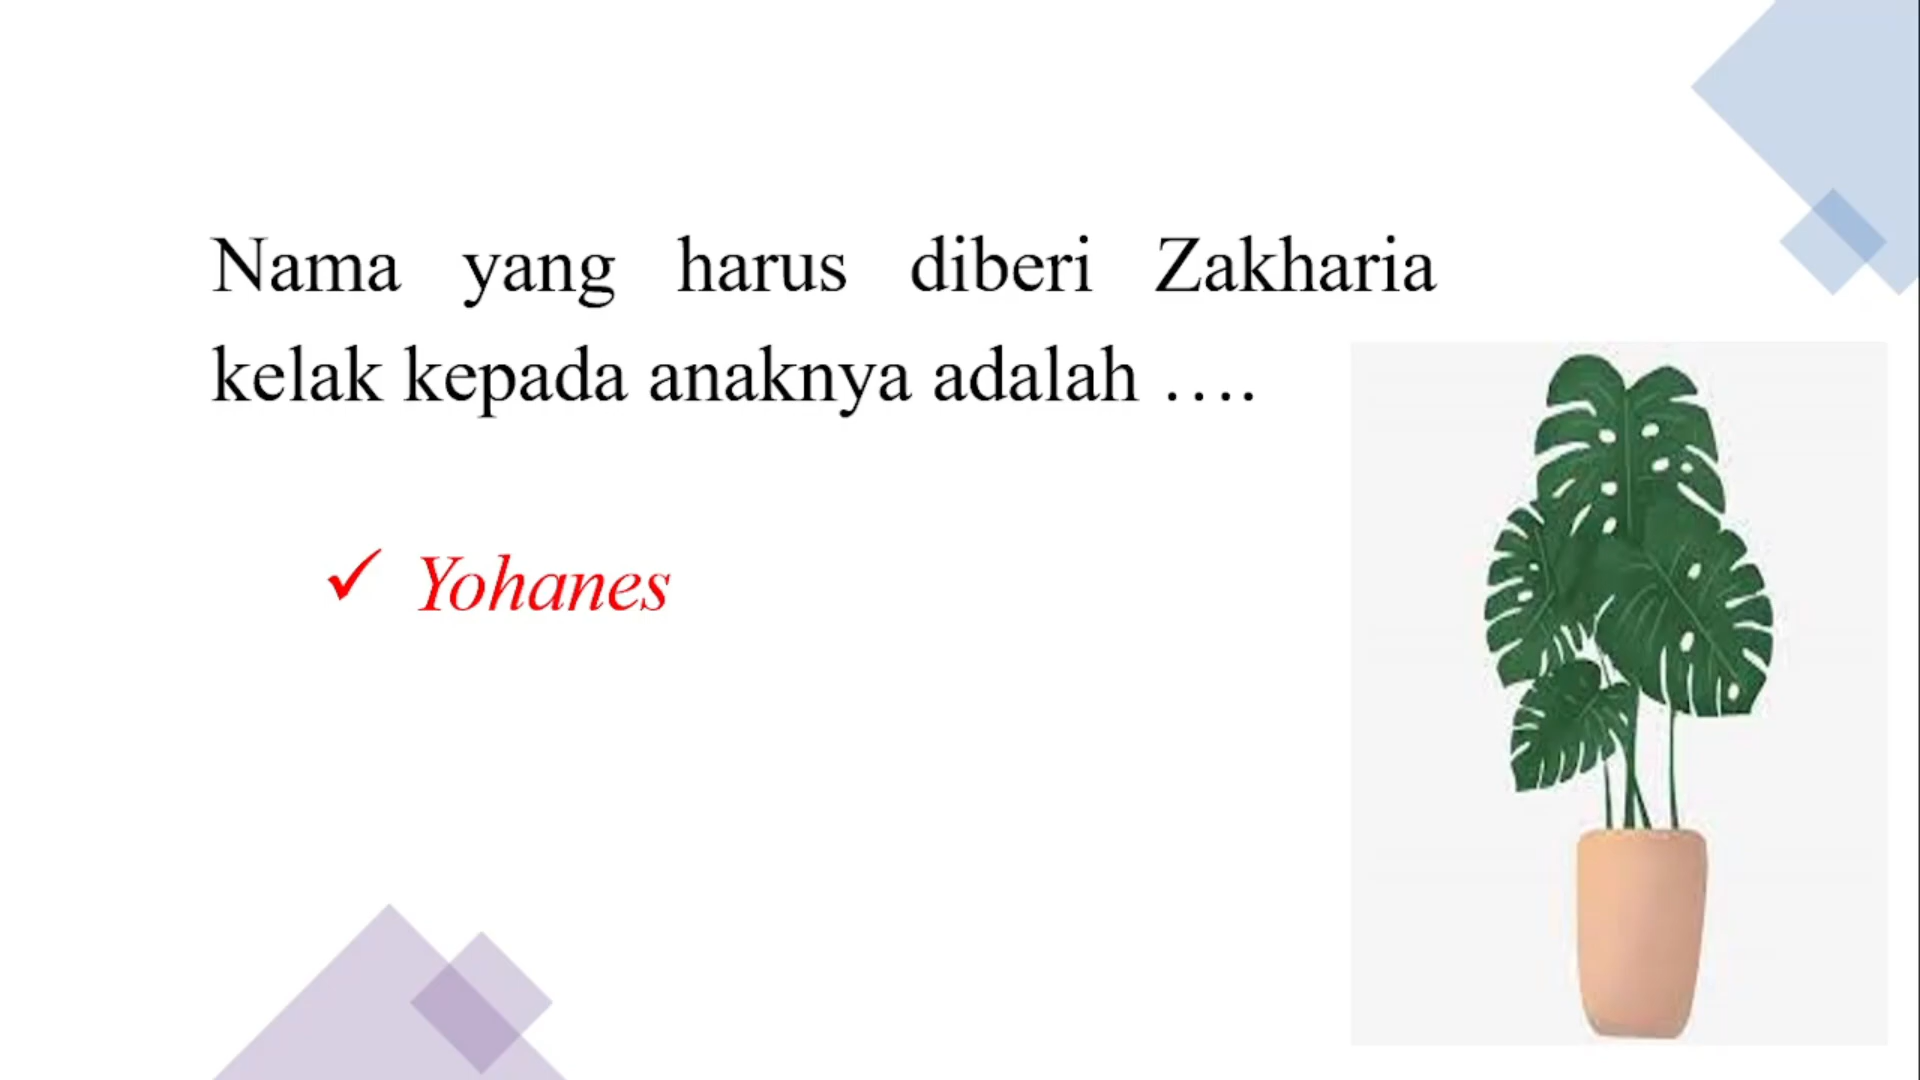 Nama yang harus diberi Zakharia
kelak kepada anaknya adalah ….
✓ Yohanes